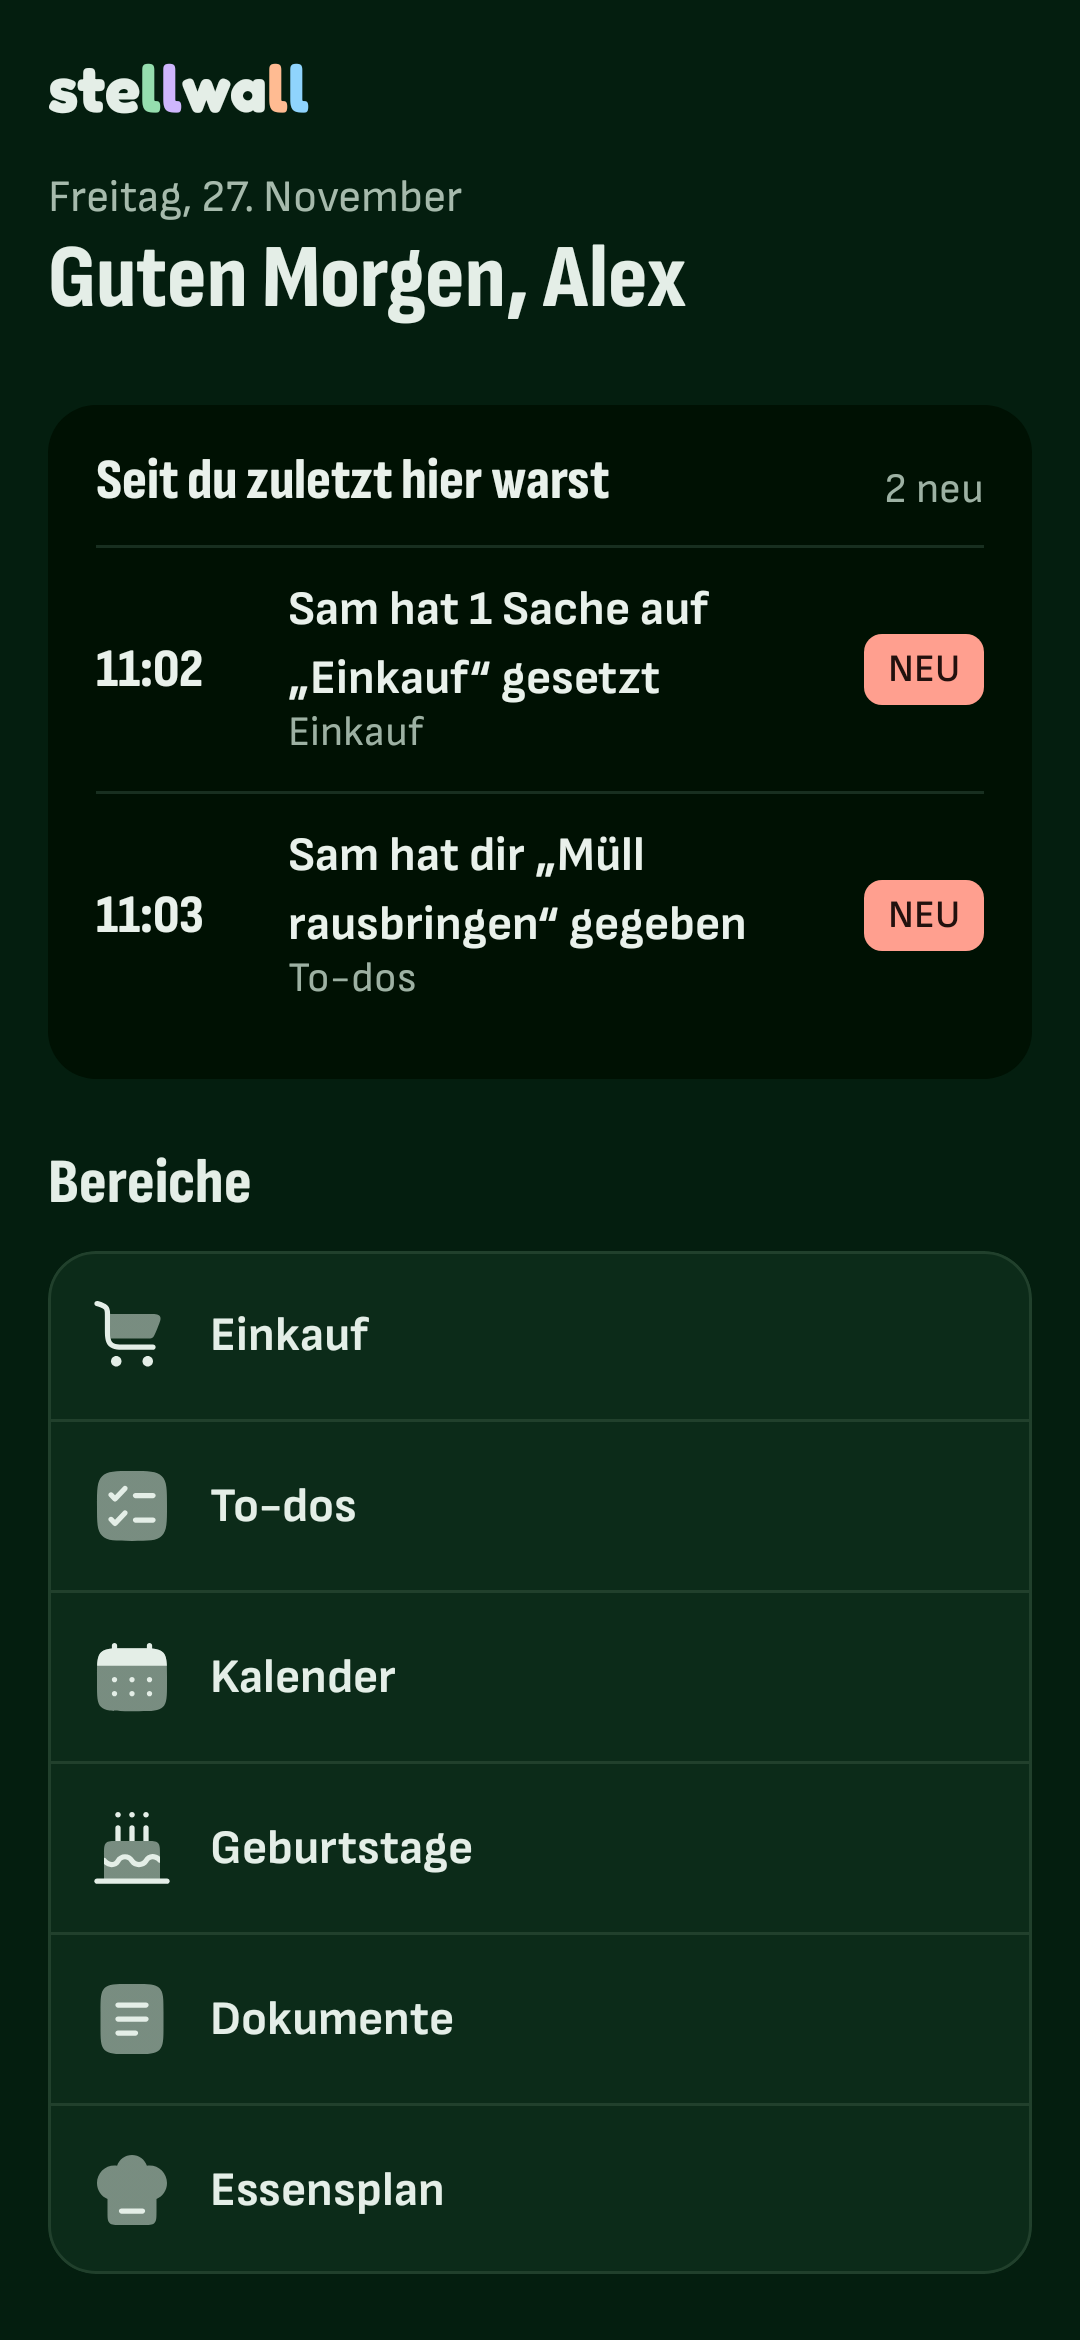 stellwall
Freitag, 27. November
Guten Morgen, Alex
Seit du zuletzt hier warst
2 neu
11:02
Sam hat 1 Sache auf
„Einkauf“ gesetzt
Einkauf
NEU
11:03
Sam hat dir „Müll
rausbringen“ gegeben
To-dos
NEU
Bereiche
Einkauf
To-dos
Kalender
Geburtstage
Dokumente
Essensplan